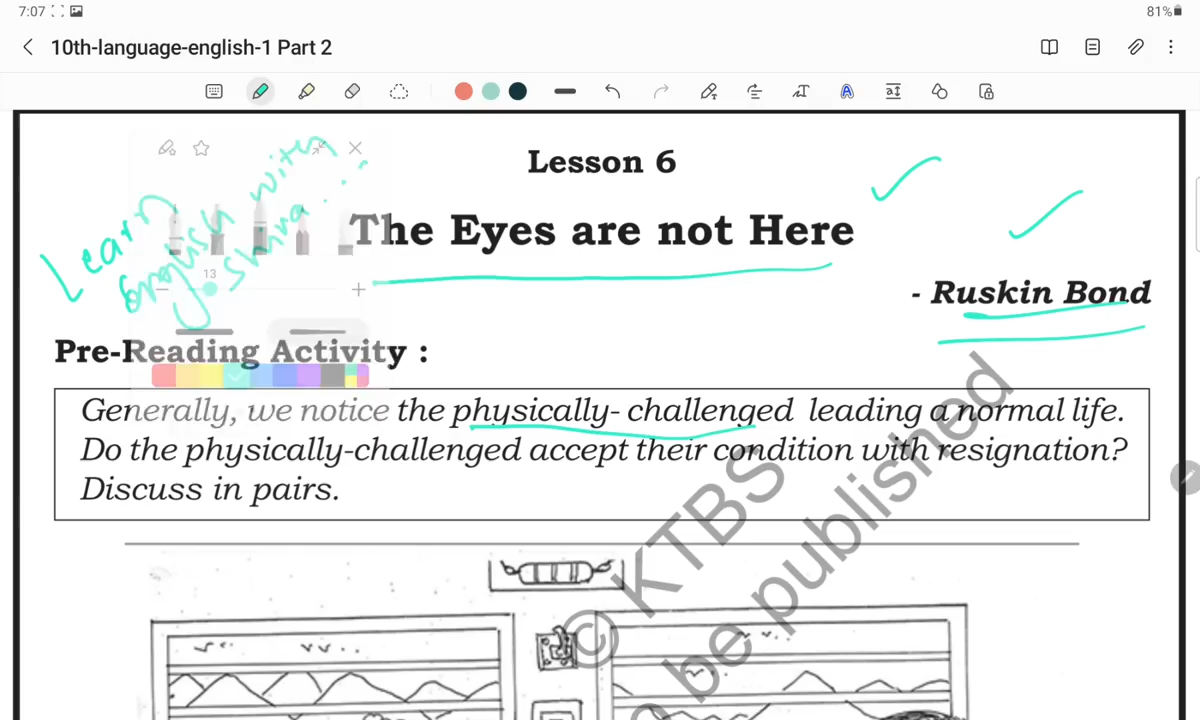 7:07
81%
10th-language-english-1 Part 2
Lesson 6
The Eyes are not Here
- Ruskin Bond
Learn
English with
Shiva...
13
Pre-Reading Activity :
Generally, we notice the physically- challenged leading a normal life.
Do the physically-challenged accept their condition with resignation?
Discuss in pairs.
© KTBS
be published